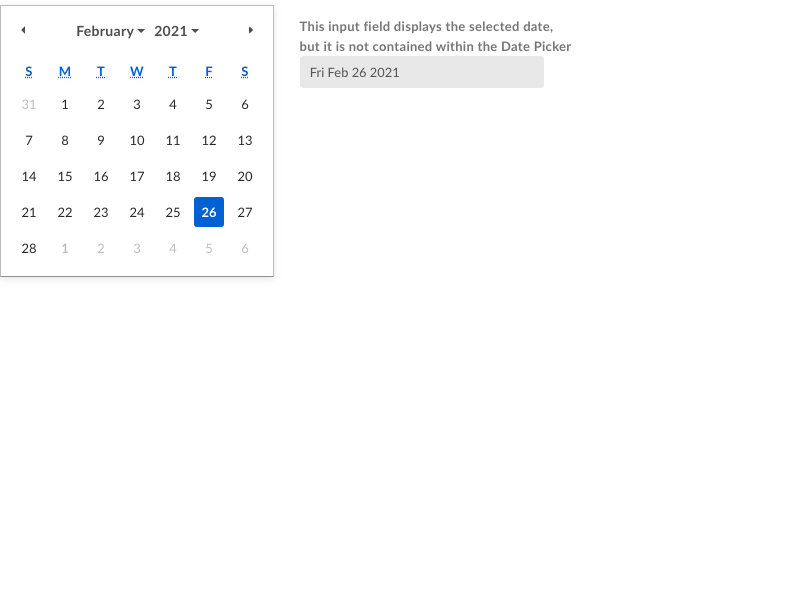 February 2021
S M T W T F S
31 1 2 3 4 5 6
7 8 9 10 11 12 13
14 15 16 17 18 19 20
21 22 23 24 25 26 27
28 1 2 3 4 5 6
This input field displays the selected date,
but it is not contained within the Date Picker
Fri Feb 26 2021